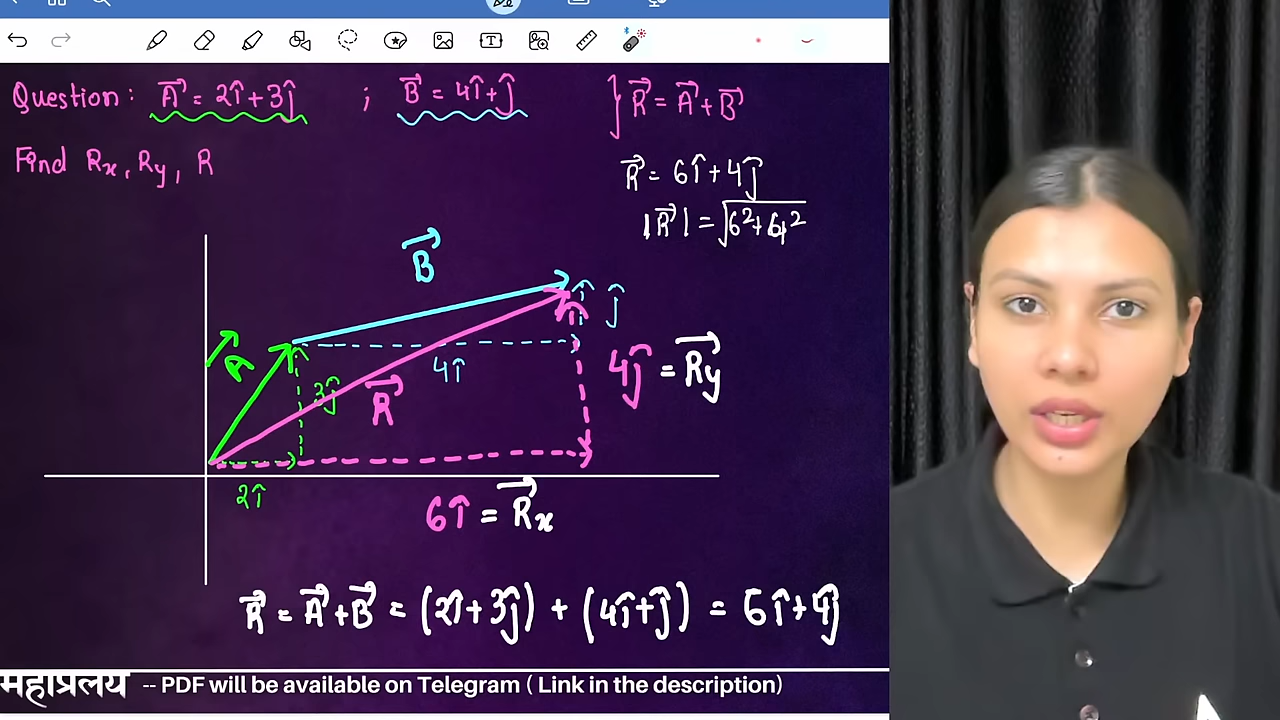 Question: A⃗ = 2î+3ĵ ; B⃗ = 4î+ĵ } R⃗ = A⃗+B⃗
Find Rx, Ry, R
R⃗ = 6î+4ĵ
|R⃗| = √6²+4²
B⃗
ĵ
A⃗
3ĵ
4î
4ĵ = R⃗y
R⃗
2î
6î = R⃗x
R⃗ = A⃗+B⃗ = (2î+3ĵ) + (4î+ĵ) = 6î+4ĵ
महाप्रलय -- PDF will be available on Telegram ( Link in the description)